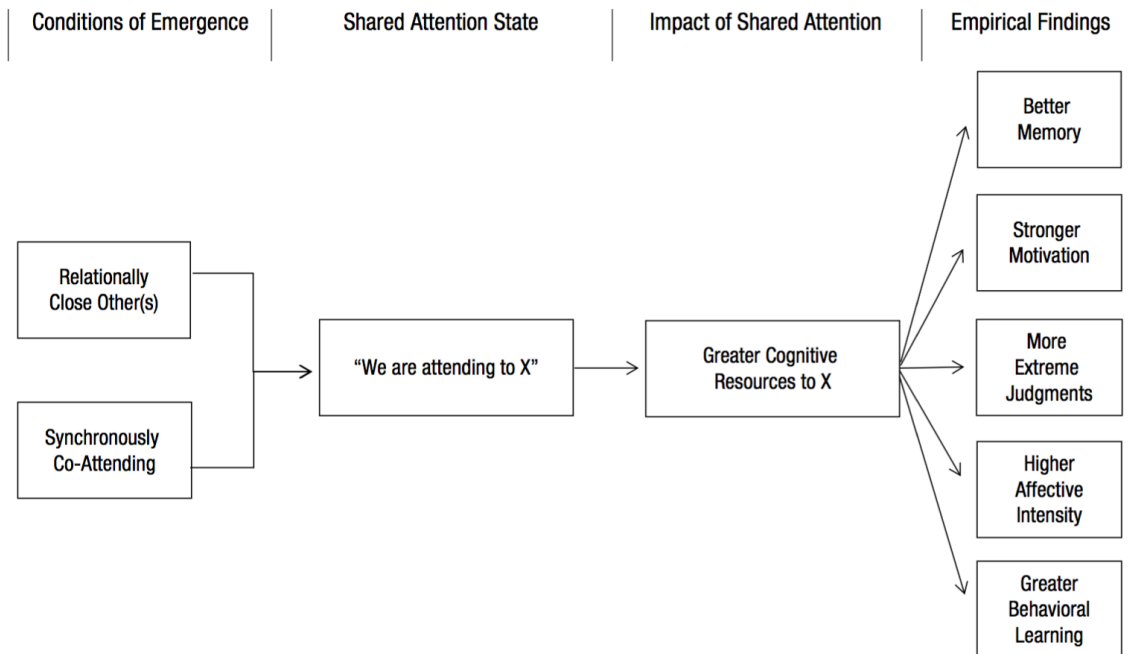 Conditions of Emergence
Shared Attention State
Impact of Shared Attention
Empirical Findings
Relationally
Close Other(s)
Synchronously
Co-Attending
“We are attending to X”
Greater Cognitive
Resources to X
Better
Memory
Stronger
Motivation
More
Extreme
Judgments
Higher
Affective
Intensity
Greater
Behavioral
Learning